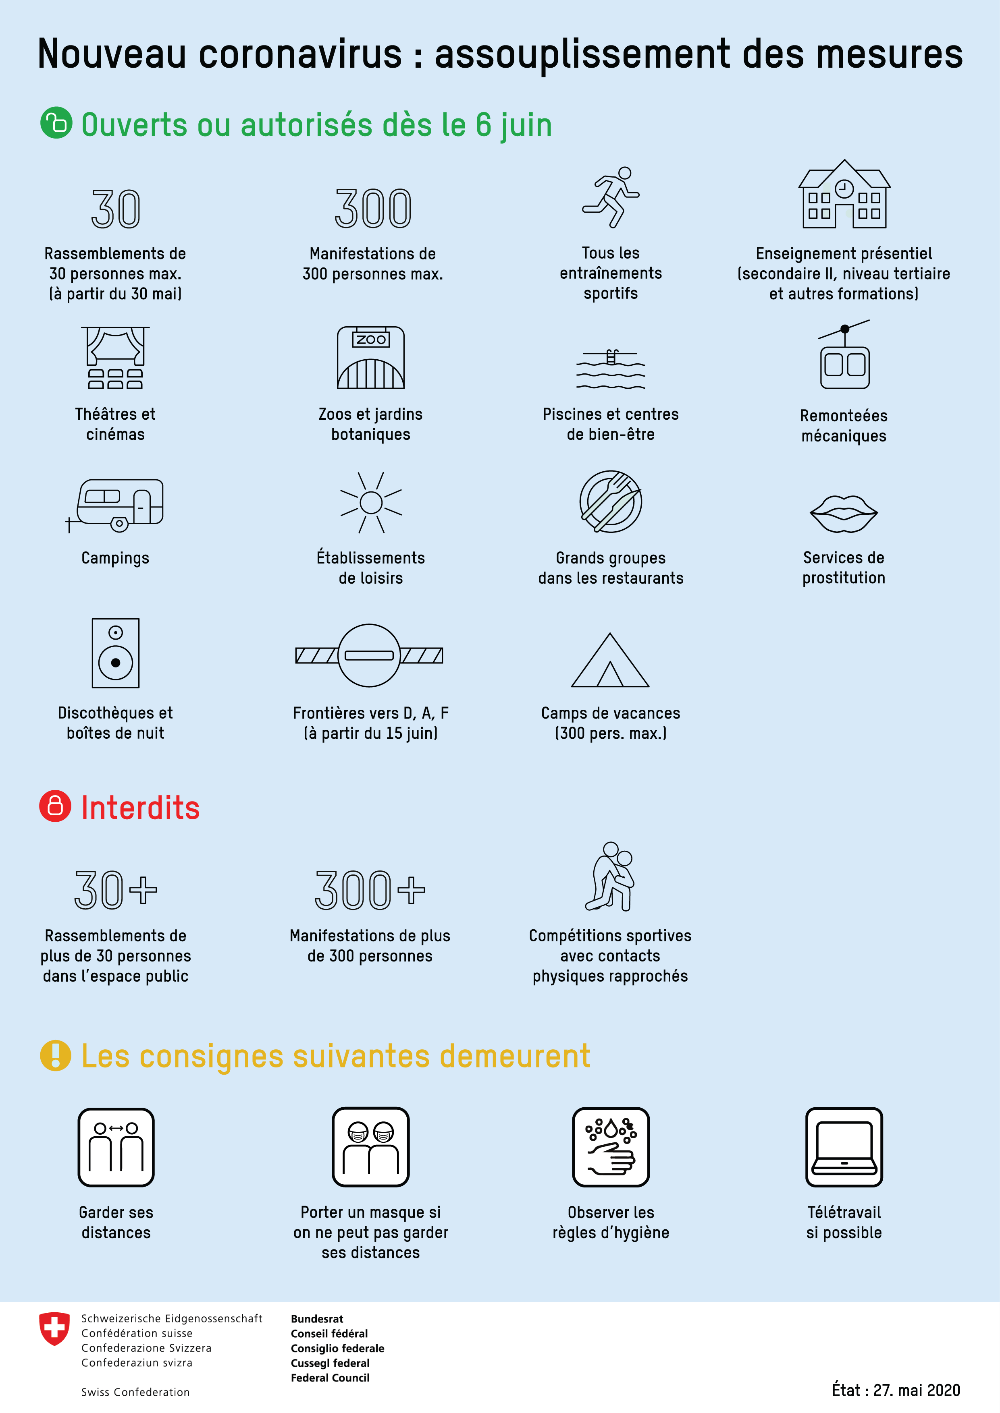 Nouveau coronavirus : assouplissement des mesures
Ouverts ou autorisés dès le 6 juin
30
Rassemblements de
30 personnes max.
(à partir du 30 mai)
300
Manifestations de
300 personnes max.
Tous les
entraînements
sportifs
Enseignement présentiel
(secondaire II, niveau tertiaire
et autres formations)
Théâtres et
cinémas
ZOO
Zoos et jardins
botaniques
Piscines et centres
de bien-être
Remonteées
mécaniques
Campings
Établissements
de loisirs
Grands groupes
dans les restaurants
Services de
prostitution
Discothèques et
boîtes de nuit
Frontières vers D, A, F
(à partir du 15 juin)
Camps de vacances
(300 pers. max.)
Interdits
30+
Rassemblements de
plus de 30 personnes
dans l'espace public
300+
Manifestations de plus
de 300 personnes
Compétitions sportives
avec contacts
physiques rapprochés
Les consignes suivantes demeurent
Garder ses
distances
Porter un masque si
on ne peut pas garder
ses distances
Observer les
règles d'hygiène
Télétravail
si possible
Schweizerische Eidgenossenschaft
Confédération suisse
Confederazione Svizzera
Confederaziun svizra
Swiss Confederation
Bundesrat
Conseil fédéral
Consiglio federale
Cussegl federal
Federal Council
État : 27. mai 2020